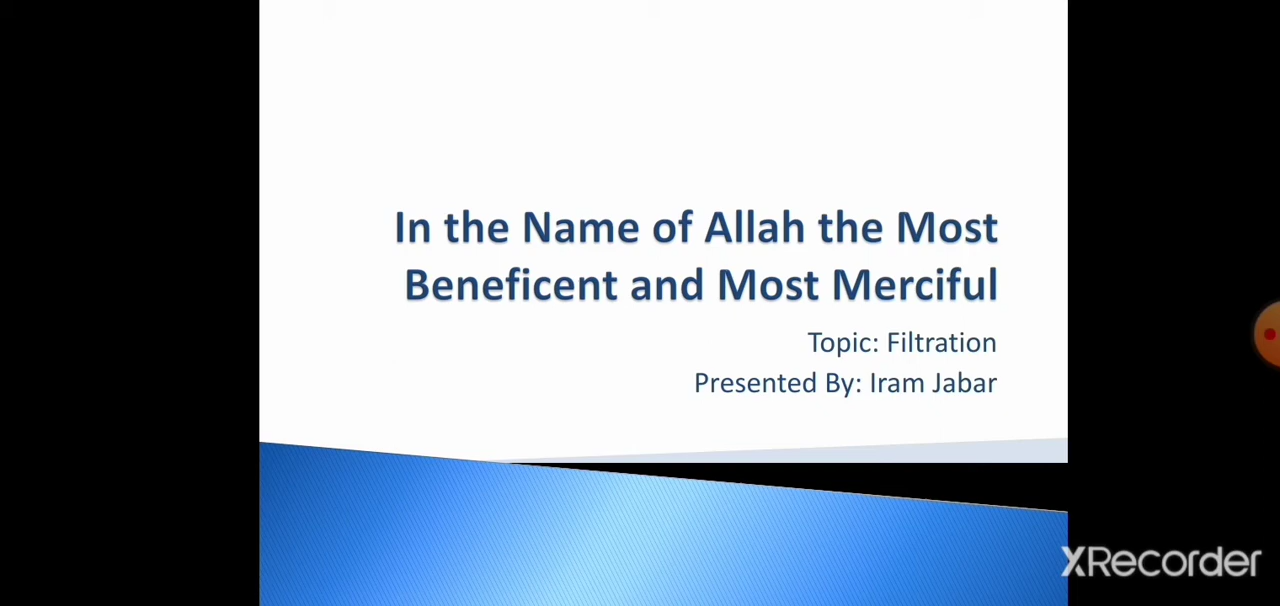 In the Name of Allah the Most
Beneficent and Most Merciful
Topic: Filtration
Presented By: Iram Jabar
XRecorder